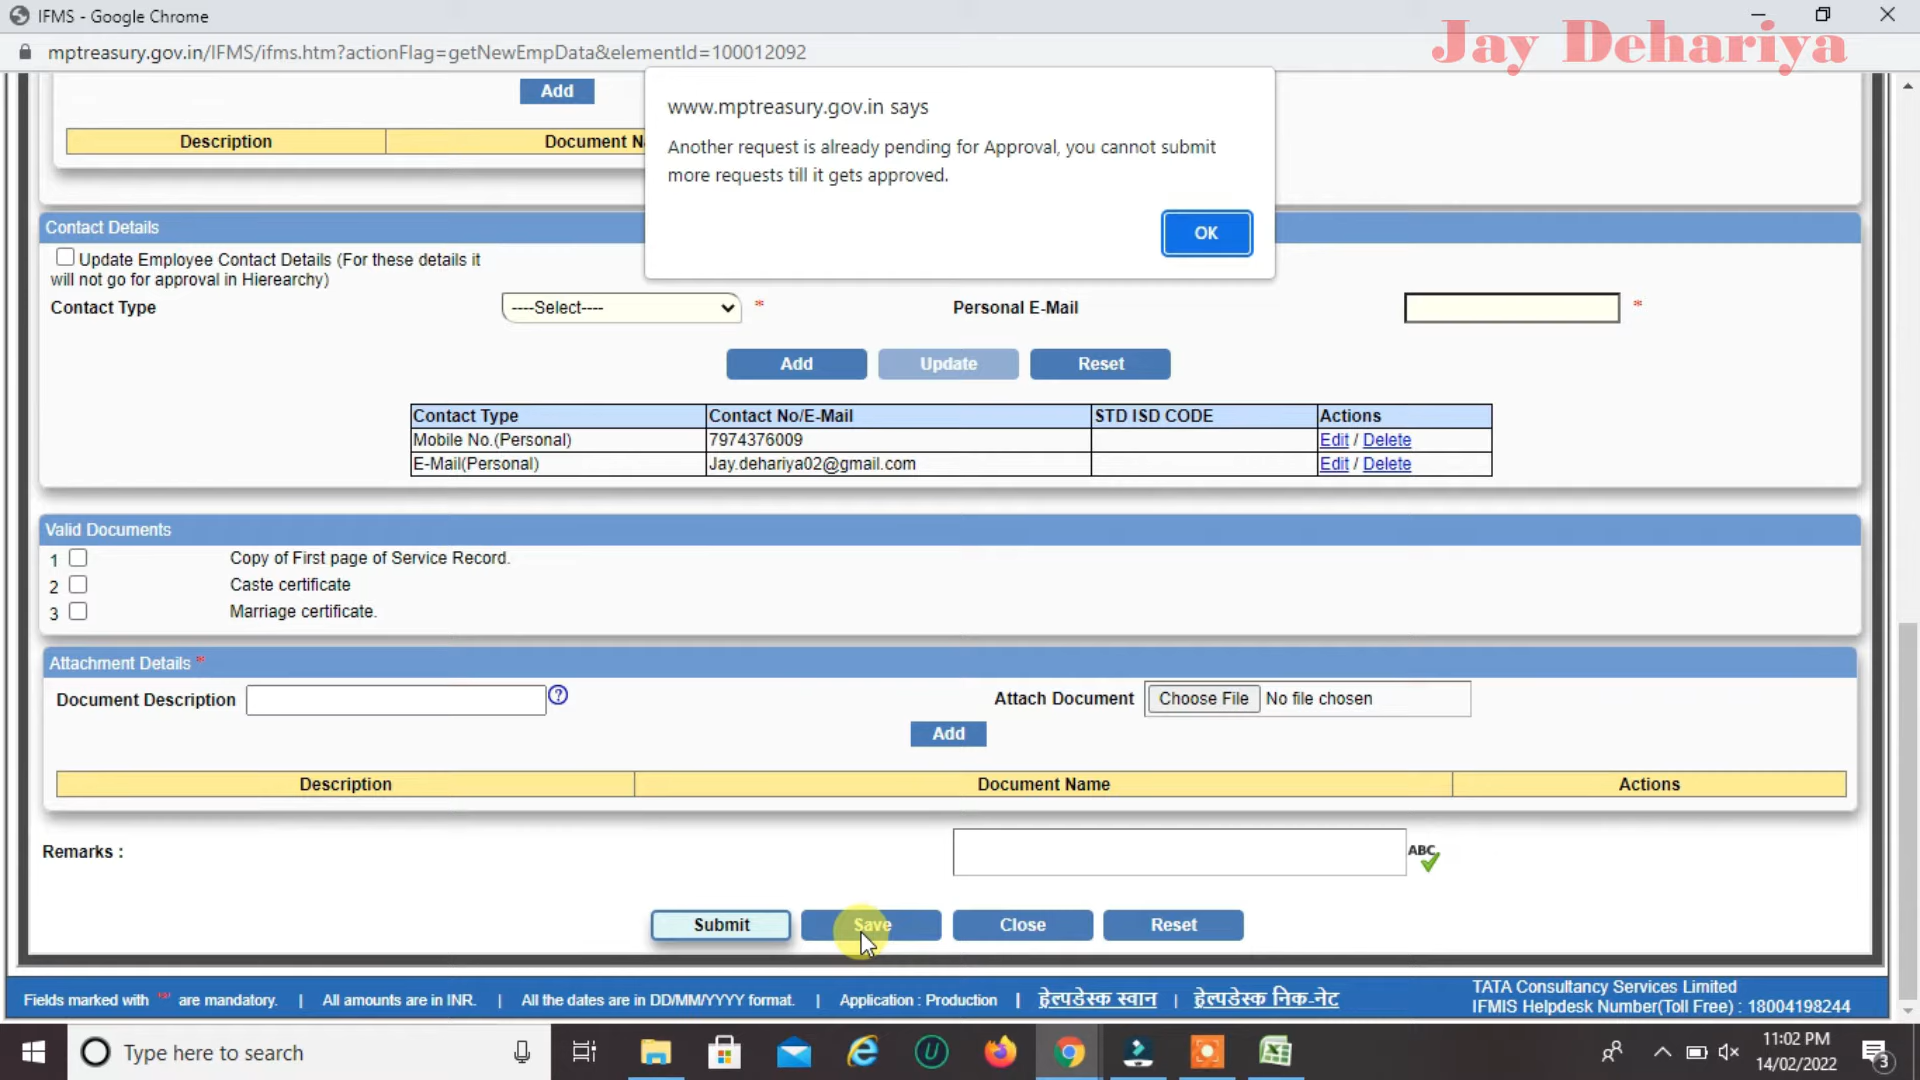 IFMS - Google Chrome
Jay Dehariya
mptreasury.gov.in/IFMS/ifms.htm?actionFlag=getNewEmpData&elementId=100012092
Add
www.mptreasury.gov.in says
Another request is already pending for Approval, you cannot submit
more requests till it gets approved.
OK
Description Document N
Contact Details
Update Employee Contact Details (For these details it
will not go for approval in Hierearchy)
Contact Type ----Select---- * Personal E-Mail *
Add Update Reset
Contact Type Contact No/E-Mail STD ISD CODE Actions
Mobile No.(Personal) 7974376009 Edit / Delete
E-Mail(Personal) Jay.dehariya02@gmail.com Edit / Delete
Valid Documents
1 Copy of First page of Service Record.
2 Caste certificate
3 Marriage certificate.
Attachment Details *
Document Description ? Attach Document Choose File No file chosen
Add
Description Document Name Actions
Remarks : ABC
Submit Save Close Reset
Fields marked with "*" are mandatory. | All amounts are in INR. | All the dates are in DD/MM/YYYY format. | Application : Production | हेल्पडेस्क स्वान | हेल्पडेस्क निक-नेट
TATA Consultancy Services Limited
IFMIS Helpdesk Number(Toll Free) : 18004198244
Type here to search
11:02 PM
14/02/2022
3